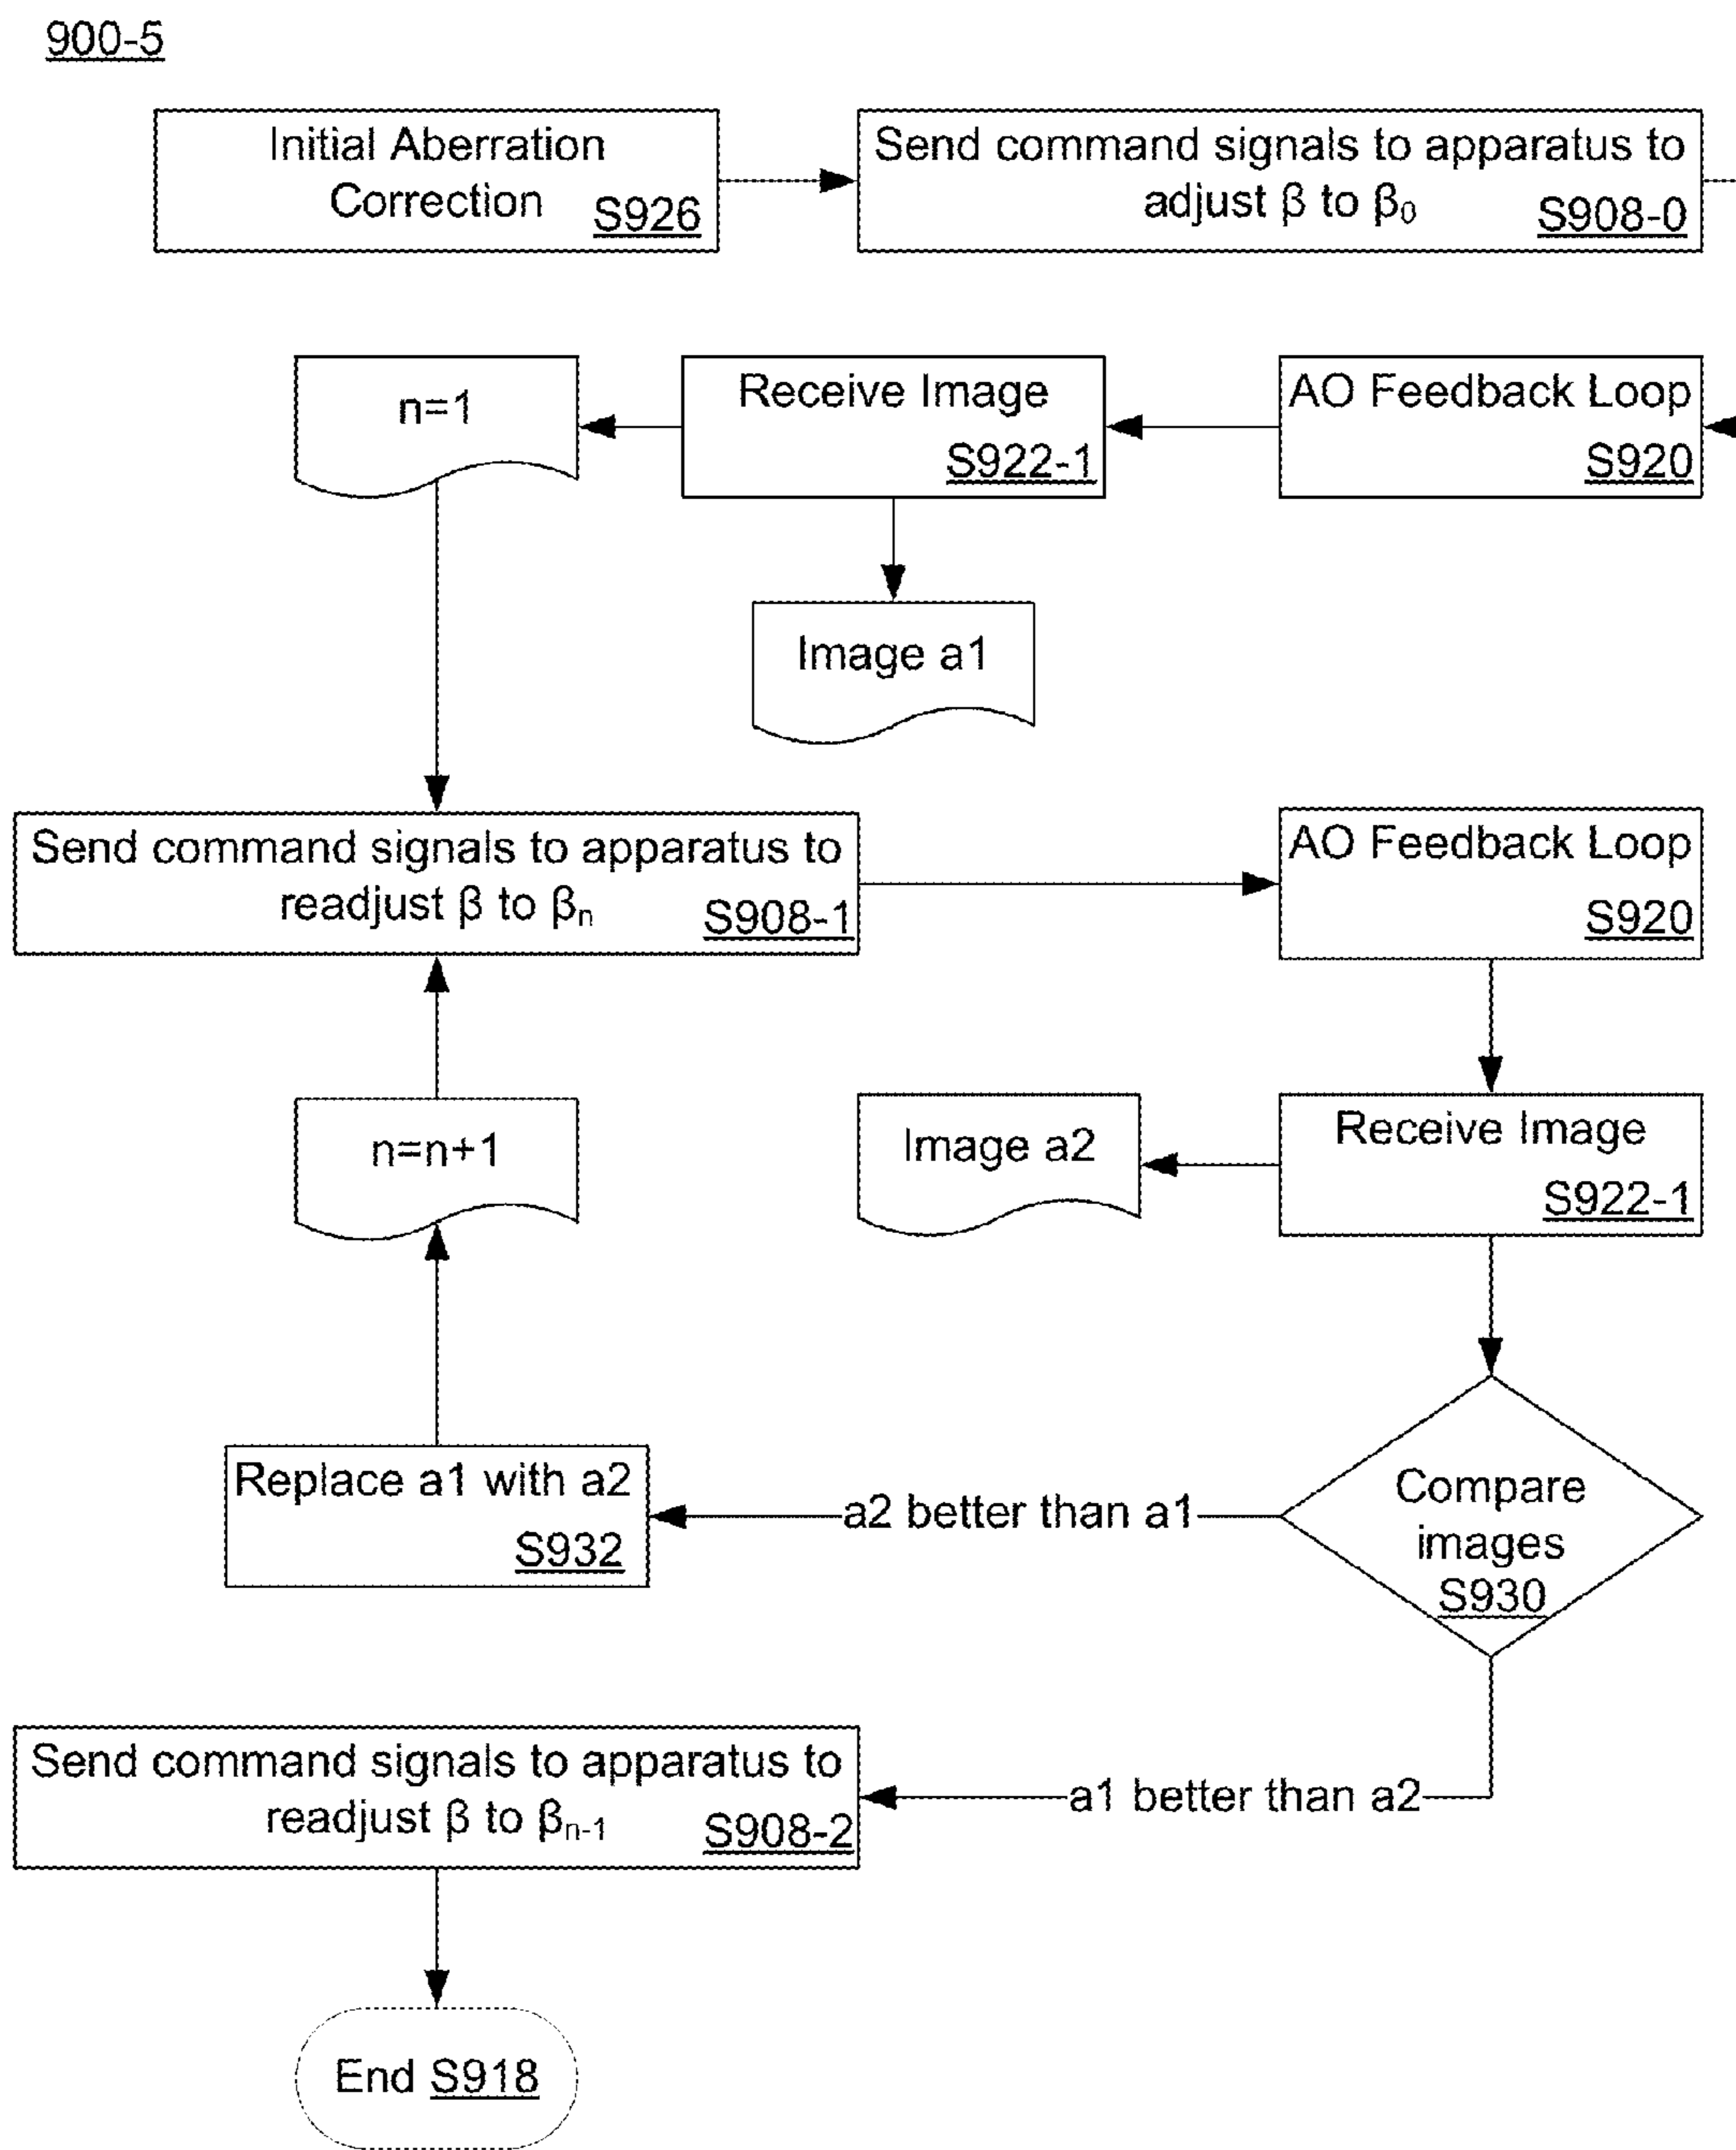 900-5
Initial Aberration
Correction S926
Send command signals to apparatus to
adjust β to β₀ S908-0
n=1
Receive Image
S922-1
AO Feedback Loop
S920
Image a1
Send command signals to apparatus to
readjust β to βₙ S908-1
AO Feedback Loop
S920
n=n+1
Image a2
Receive Image
S922-1
Replace a1 with a2
S932
a2 better than a1
Compare
images
S930
Send command signals to apparatus to
readjust β to βₙ₋₁ S908-2
a1 better than a2
End S918